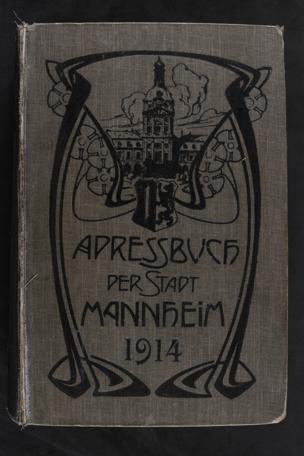 ADRESSBUCH
DER STADT
MANNHEIM
1914